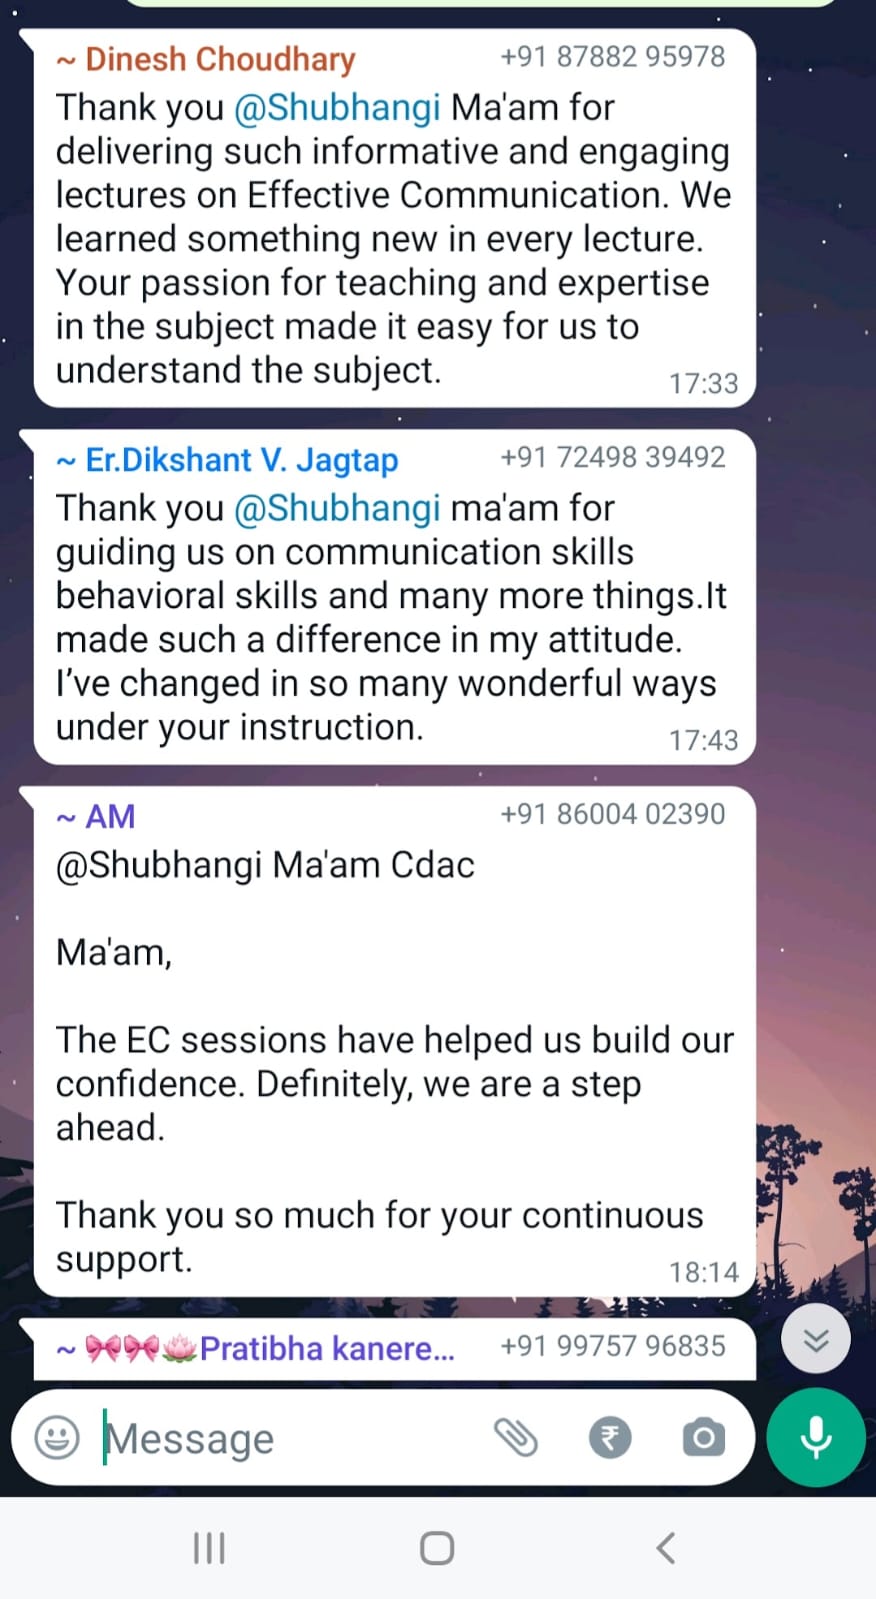 ~ Dinesh Choudhary +91 87882 95978
Thank you @Shubhangi Ma'am for
delivering such informative and engaging
lectures on Effective Communication. We
learned something new in every lecture.
Your passion for teaching and expertise
in the subject made it easy for us to
understand the subject.
17:33
~ Er.Dikshant V. Jagtap +91 72498 39492
Thank you @Shubhangi ma'am for
guiding us on communication skills
behavioral skills and many more things.It
made such a difference in my attitude.
I’ve changed in so many wonderful ways
under your instruction.
17:43
~ AM +91 86004 02390
@Shubhangi Ma'am Cdac
Ma'am,
The EC sessions have helped us build our
confidence. Definitely, we are a step
ahead.
Thank you so much for your continuous
support.
18:14
~ 🎀🎀🪷Pratibha kanere... +91 99757 96835
Message